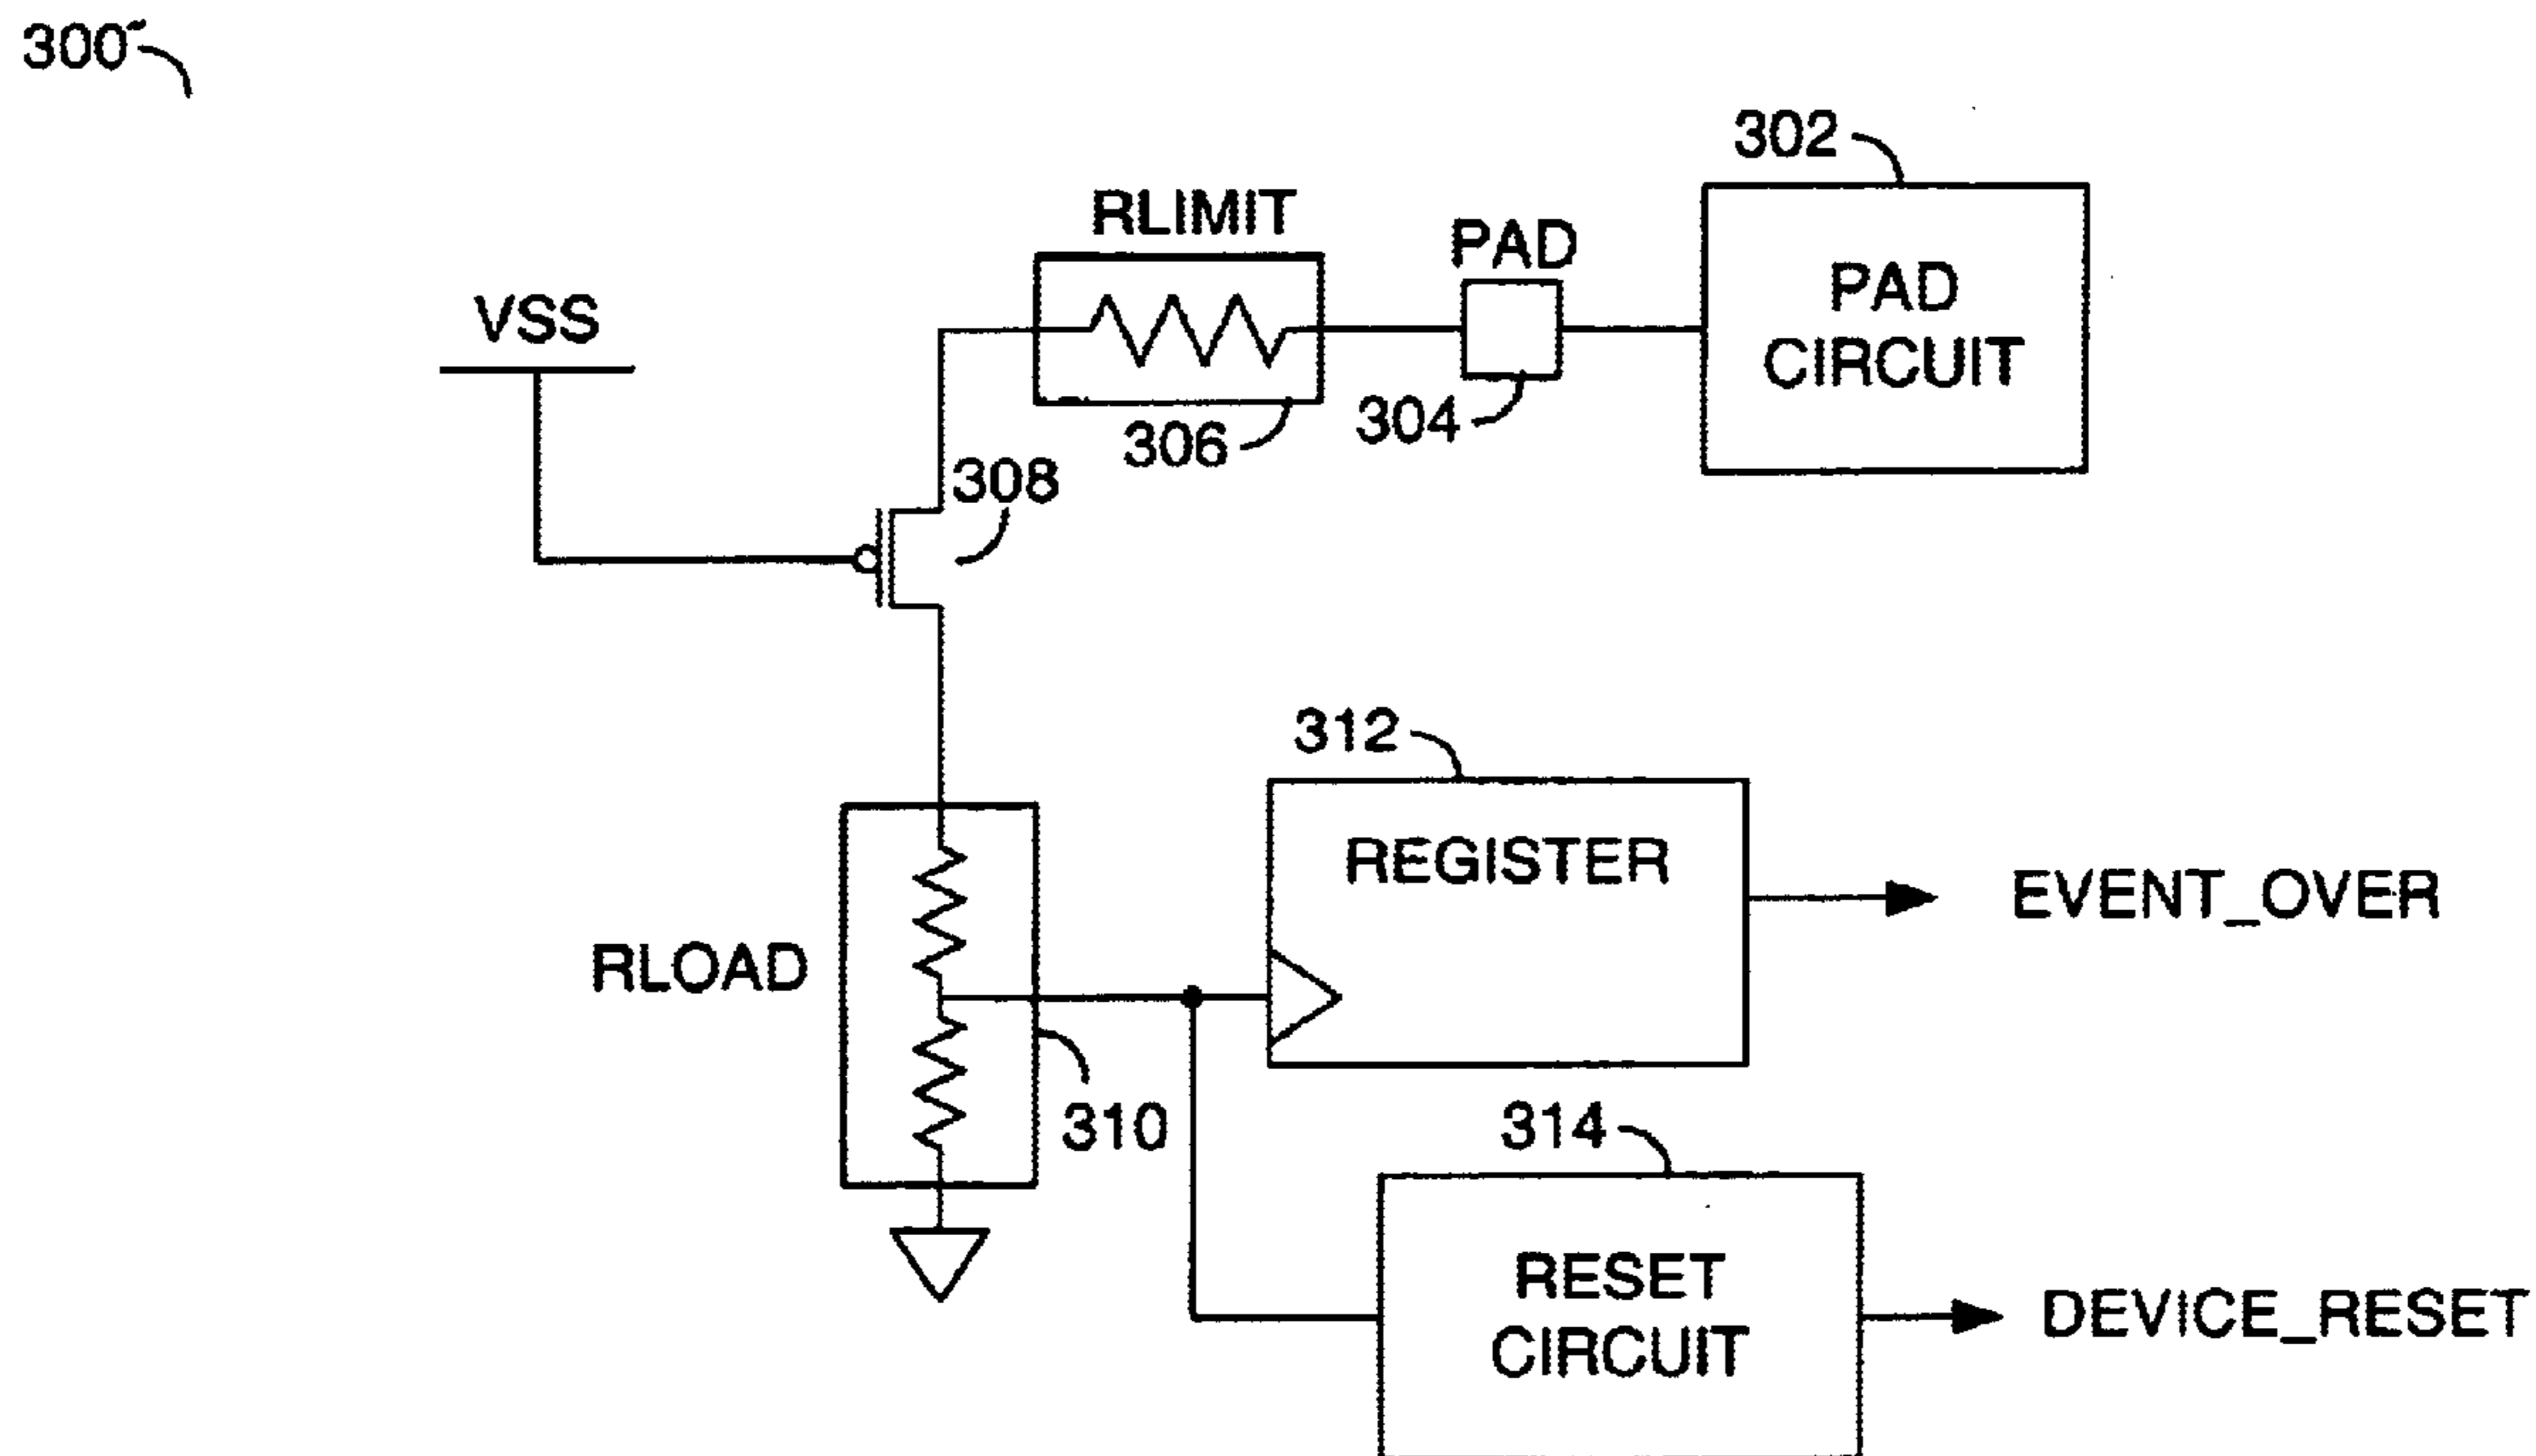 300
302
RLIMIT
PAD
PAD
CIRCUIT
VSS
304
306
308
312
REGISTER
EVENT_OVER
RLOAD
310
314
RESET
CIRCUIT
DEVICE_RESET